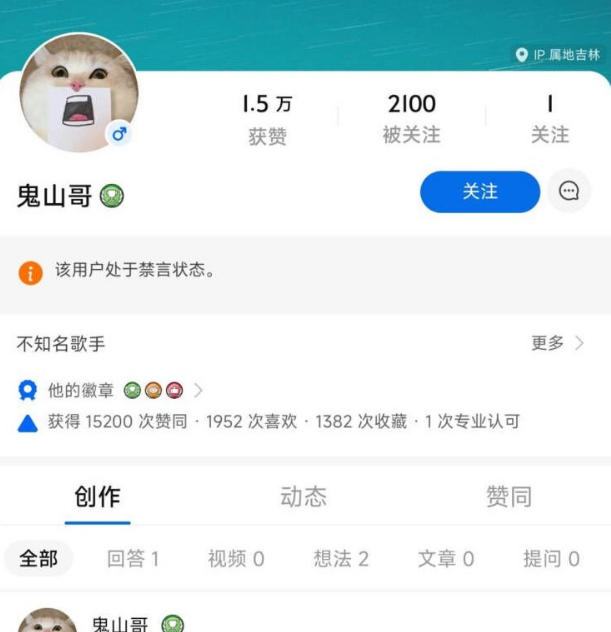 IP 属地吉林
1.5 万 2100 1
获赞 被关注 关注
鬼山哥 关注
该用户处于禁言状态。
不知名歌手 更多
他的徽章
获得 15200 次赞同 · 1952 次喜欢 · 1382 次收藏 · 1 次专业认可
创作 动态 赞同
全部 回答 1 视频 0 想法 2 文章 0 提问 0
鬼山哥